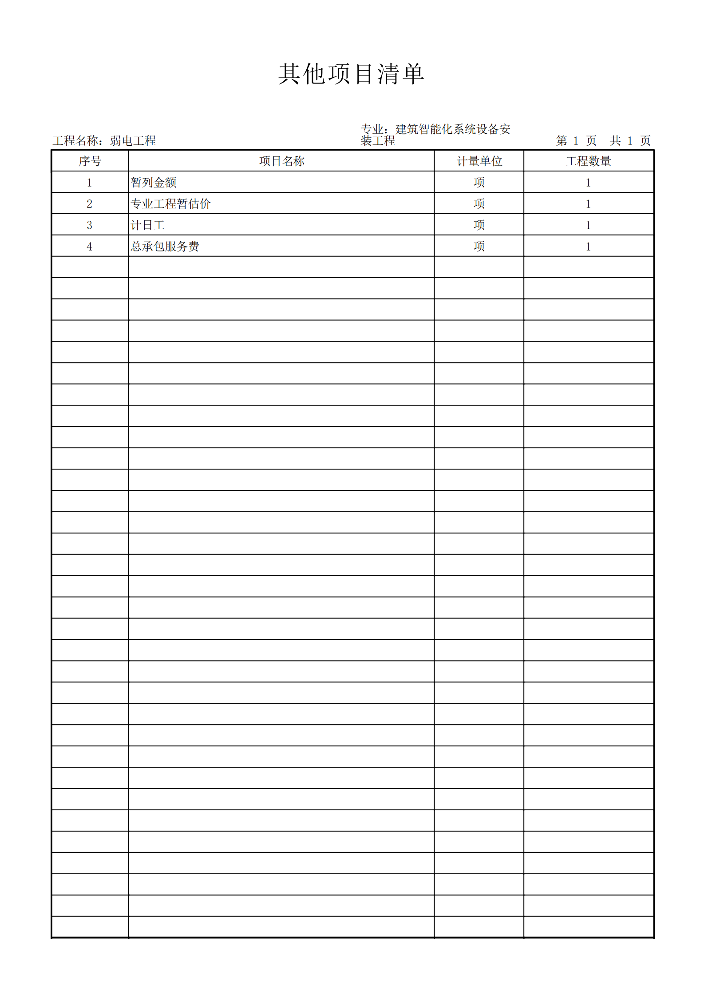 其他项目清单
工程名称：弱电工程
专业：建筑智能化系统设备安
装工程
第 1 页 共 1 页
序号 项目名称 计量单位 工程数量
1 暂列金额 项 1
2 专业工程暂估价 项 1
3 计日工 项 1
4 总承包服务费 项 1